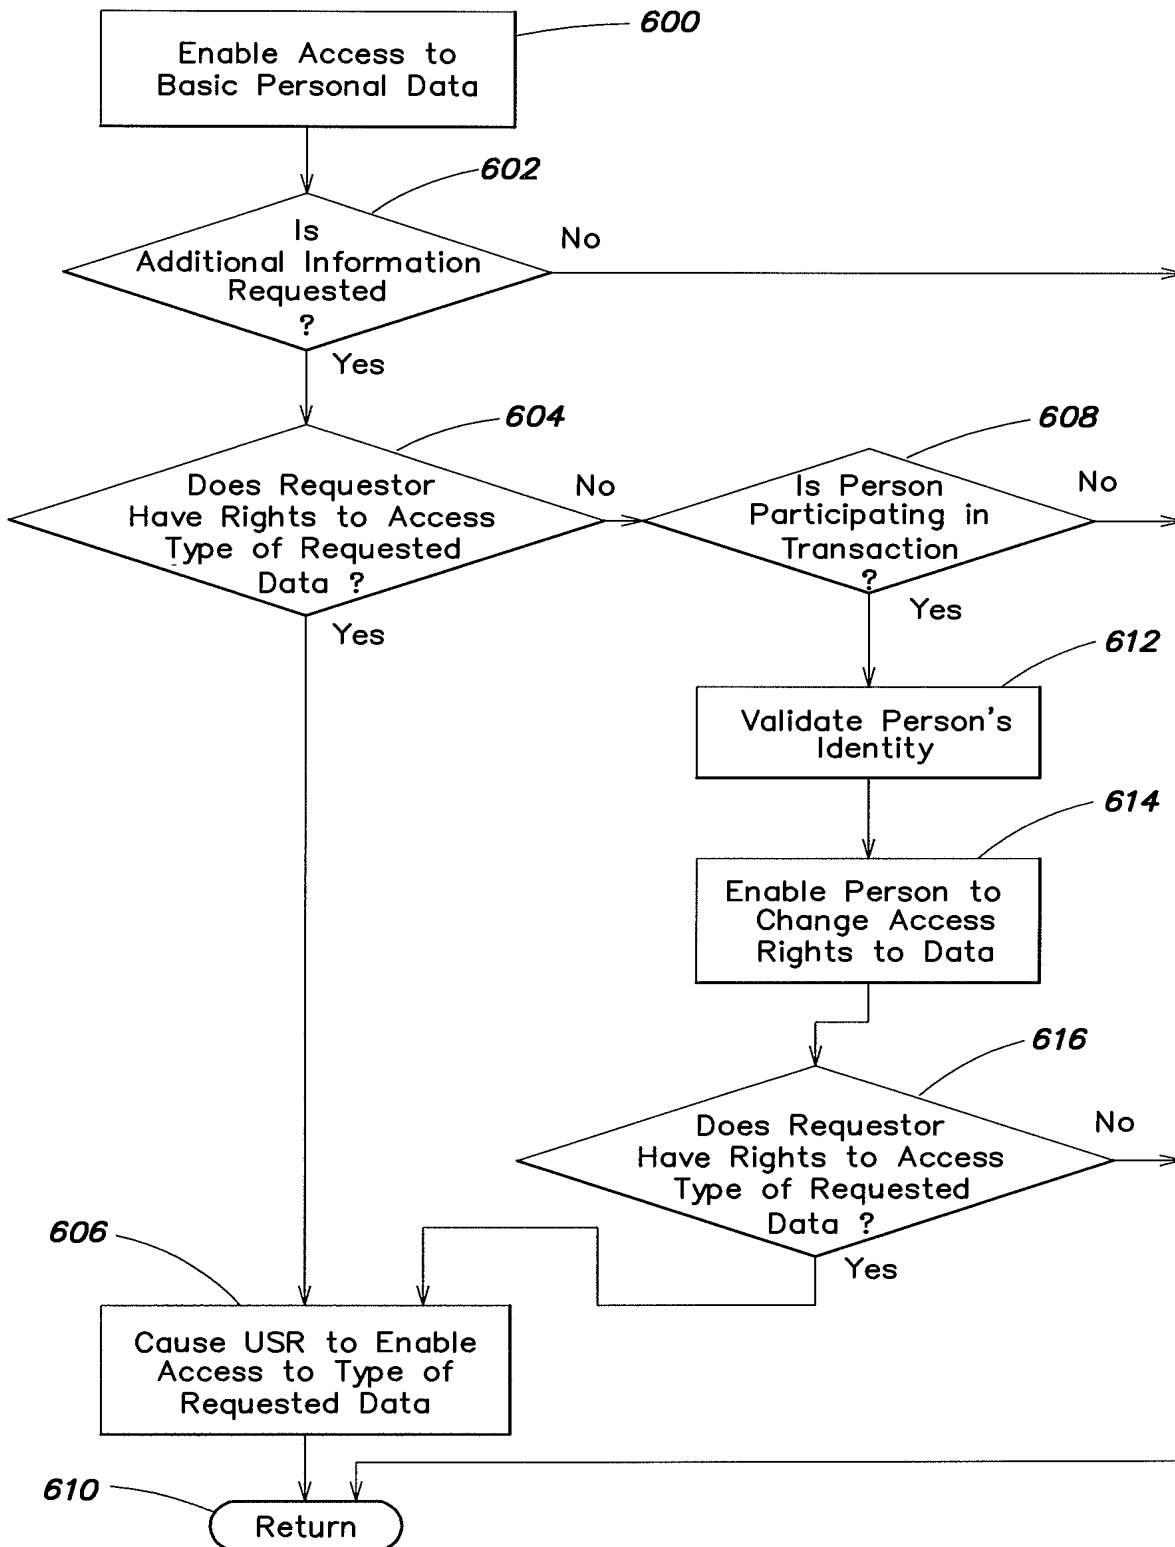 600
Enable Access to
Basic Personal Data
602
Is
Additional Information
Requested
?
No
Yes
604
Does Requestor
Have Rights to Access
Type of Requested
Data ?
No
Yes
608
Is Person
Participating in
Transaction
?
No
Yes
612
Validate Person's
Identity
614
Enable Person to
Change Access
Rights to Data
616
Does Requestor
Have Rights to Access
Type of Requested
Data ?
No
Yes
606
Cause USR to Enable
Access to Type of
Requested Data
610
Return